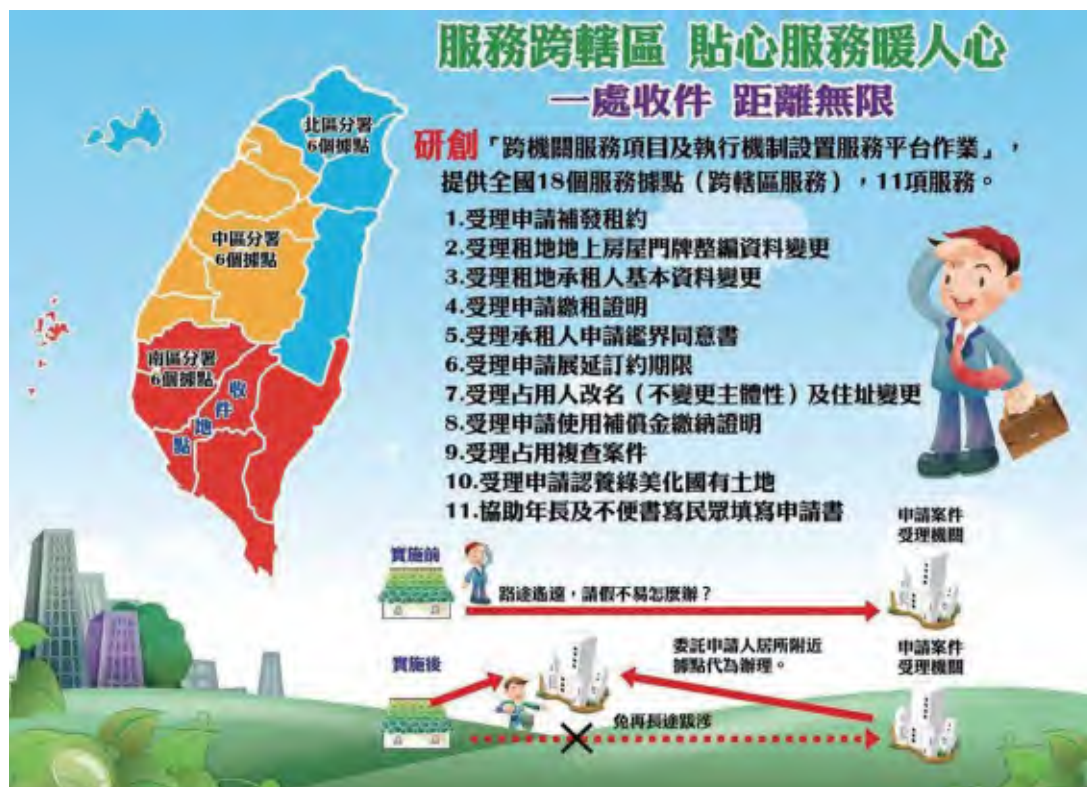 服務跨轄區 貼心服務暖人心
一處收件 距離無限
研創「跨機關服務項目及執行機制設置服務平台作業」，
提供全國18個服務據點（跨轄區服務），11項服務。
1.受理申請補發租約
2.受理租地地上房屋門牌整編資料變更
3.受理租地承租人基本資料變更
4.受理申請繳租證明
5.受理承租人申請鑑界同意書
6.受理申請展延訂約期限
7.受理占用人改名（不變更主體性）及住址變更
8.受理申請使用補償金繳納證明
9.受理占用複查案件
10.受理申請認養綠美化國有土地
11.協助年長及不便書寫民眾填寫申請書
北區分署
6個據點
中區分署
6個據點
南區分署
6個據點
收件地點
實施前
路途遙遠，請假不易怎麼辦？
申請案件
受理機關
實施後
委託申請人居所附近
據點代為辦理。
申請案件
受理機關
免再長途跋涉